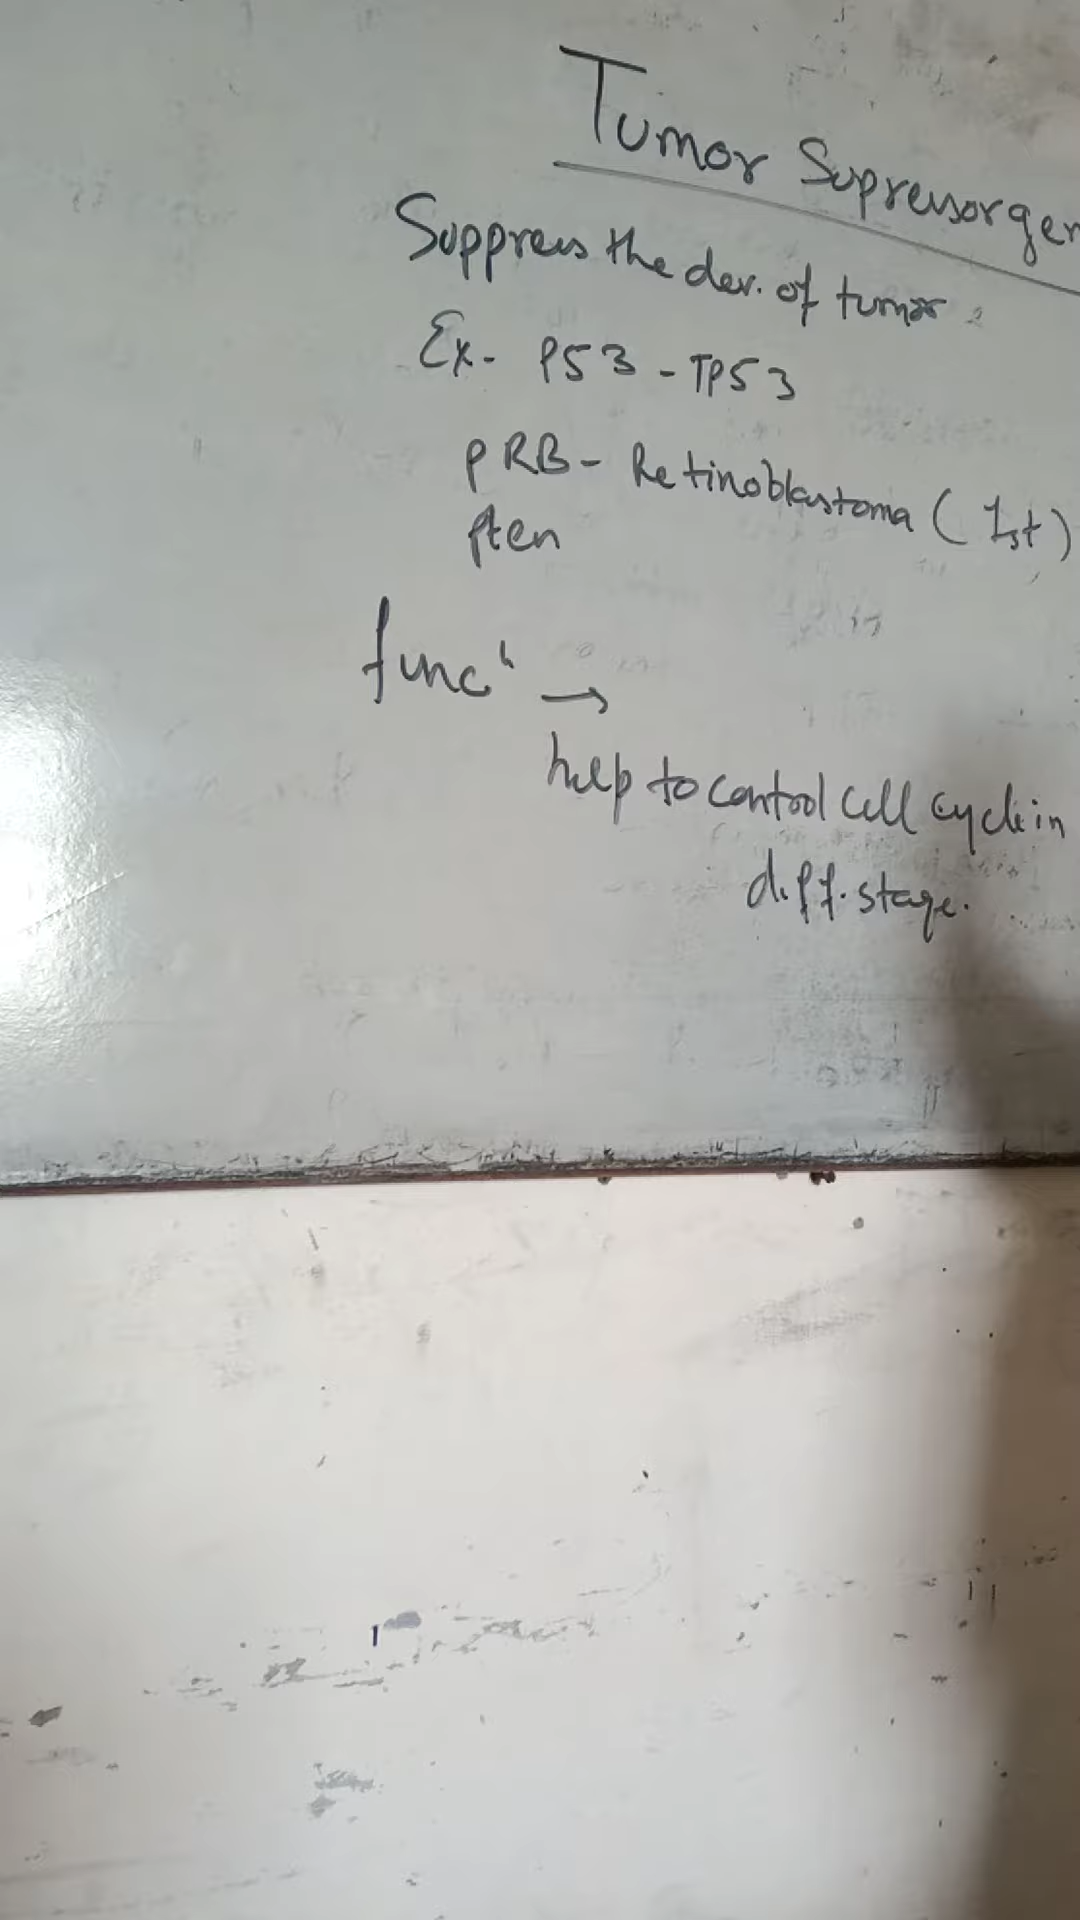 Tumor Supressorgen
Suppress the dev. of tumor
Ex- P53 - TP53
pRB - Retinoblastoma (1st)
pten
funcⁿ →
help to control cell cycle in
diff. stage.